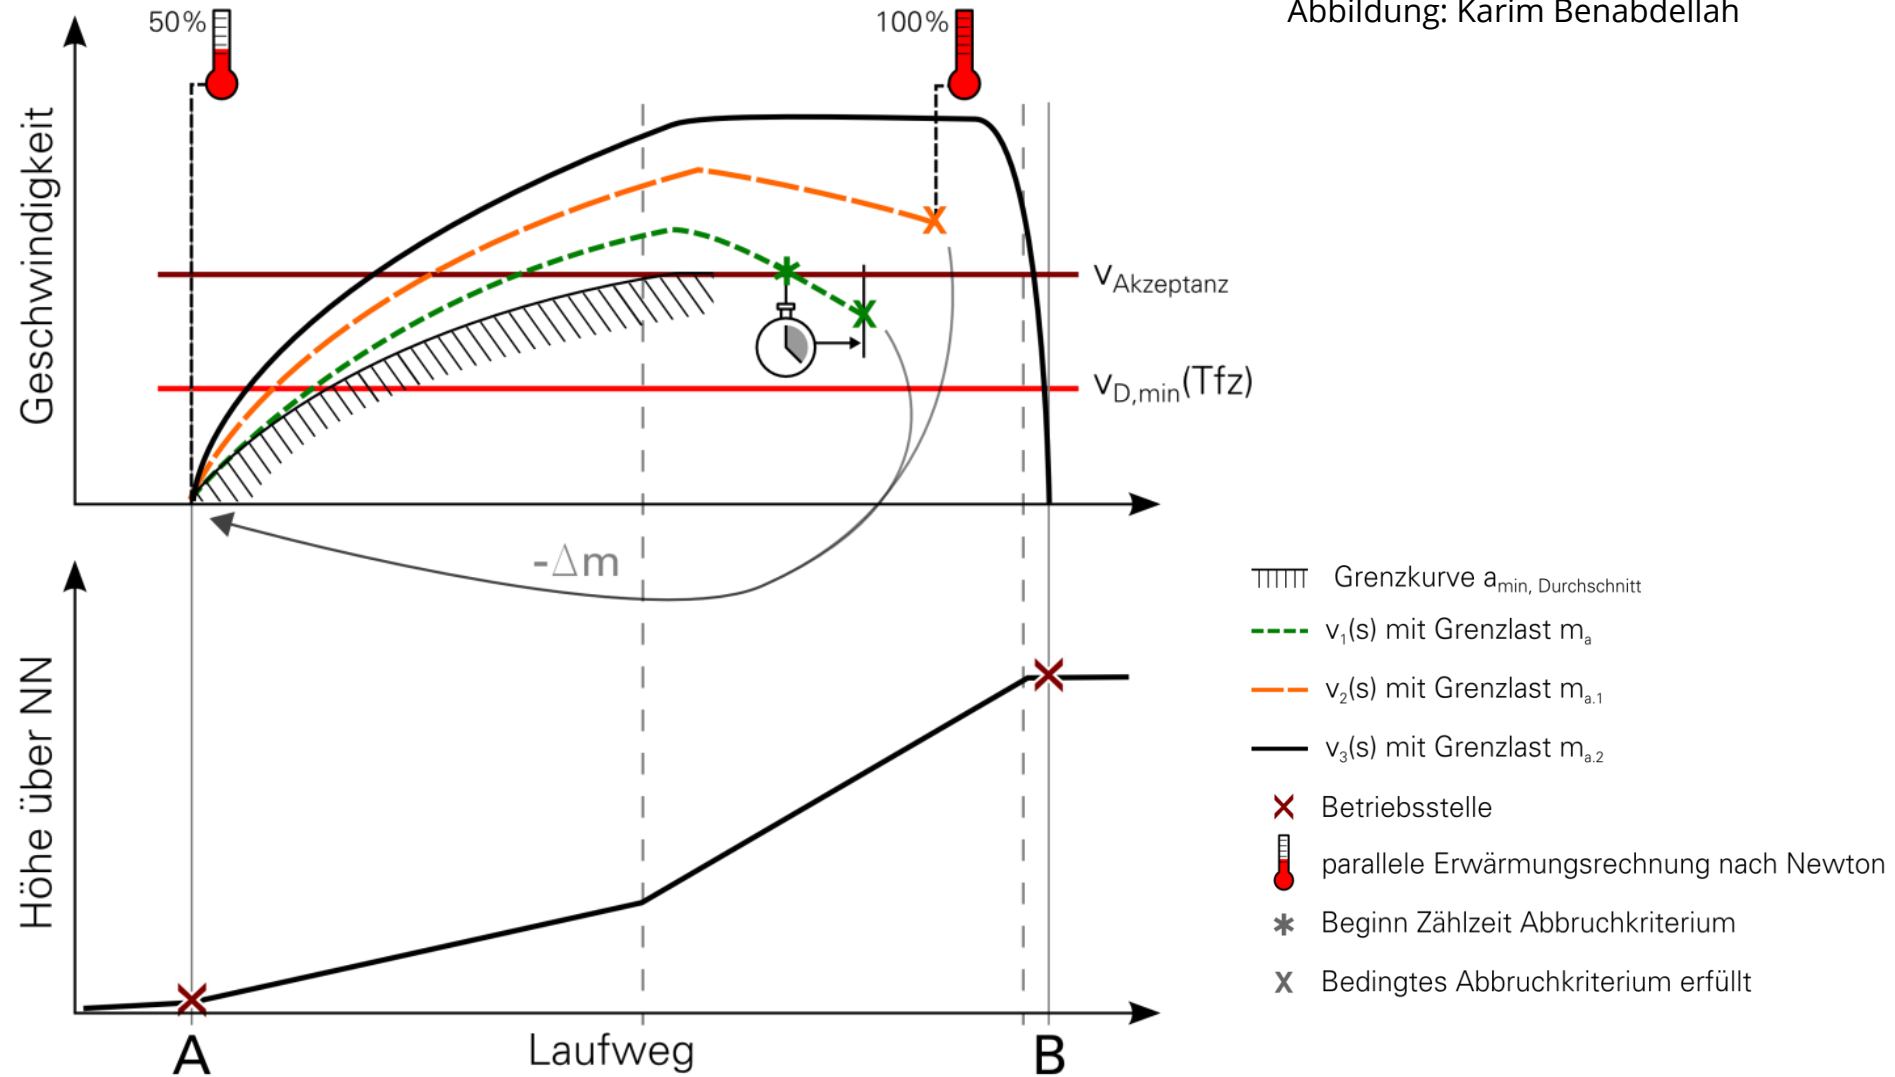 Abbildung: Karim Benabdellah
50%
100%
Geschwindigkeit
vAkzeptanz
vD,min(Tfz)
-Δm
Höhe über NN
A
Laufweg
B
Grenzkurve amin, Durchschnitt
v1(s) mit Grenzlast ma
v2(s) mit Grenzlast ma.1
v3(s) mit Grenzlast ma.2
Betriebsstelle
parallele Erwärmungsrechnung nach Newton
Beginn Zählzeit Abbruchkriterium
Bedingtes Abbruchkriterium erfüllt